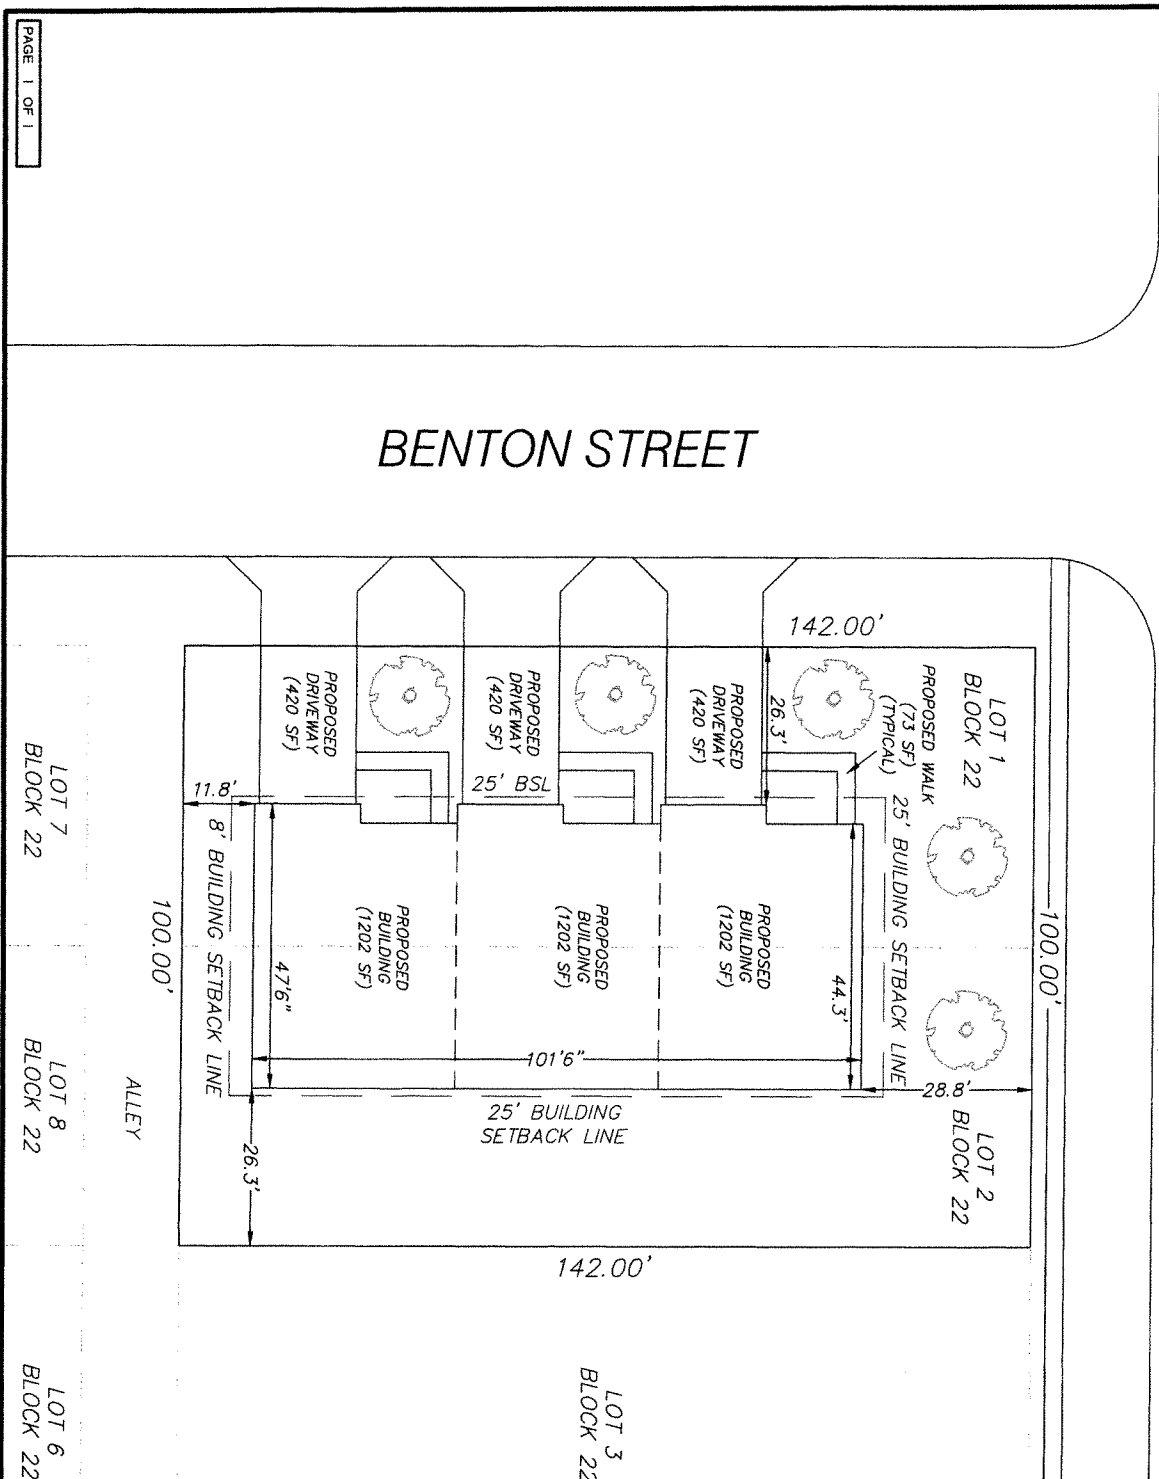 PAGE 1 OF 1
BENTON STREET
142.00'
LOT 1
BLOCK 22
PROPOSED WALK
(73 SF)
(TYPICAL)
26.3'
PROPOSED
DRIVEWAY
(420 SF)
PROPOSED
DRIVEWAY
(420 SF)
PROPOSED
DRIVEWAY
(420 SF)
25' BSL
11.8'
8' BUILDING SETBACK LINE
25' BUILDING SETBACK LINE
100.00'
100.00'
PROPOSED
BUILDING
(1202 SF)
PROPOSED
BUILDING
(1202 SF)
PROPOSED
BUILDING
(1202 SF)
47'6"
44.3'
101'6"
28.8'
25' BUILDING
SETBACK LINE
LOT 2
BLOCK 22
26.3'
142.00'
ALLEY
LOT 7
BLOCK 22
LOT 8
BLOCK 22
LOT 6
BLOCK 22
LOT 3
BLOCK 22